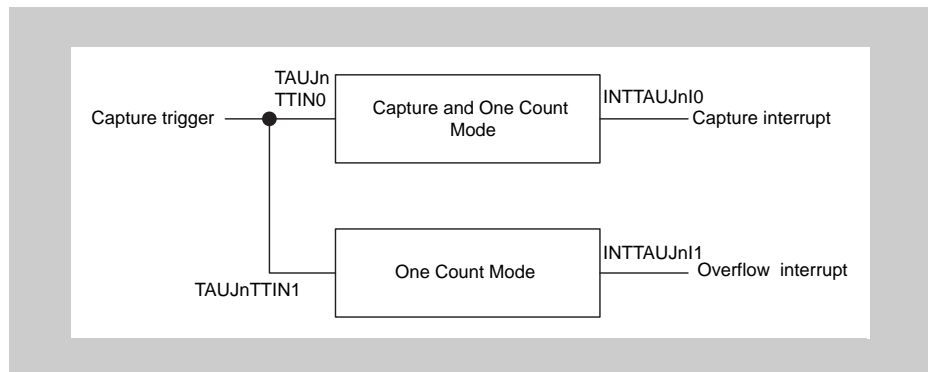 TAUJn
TTIN0
Capture trigger
Capture and One Count
Mode
INTTAUJnI0
Capture interrupt
One Count Mode
INTTAUJnI1
Overflow interrupt
TAUJnTTIN1